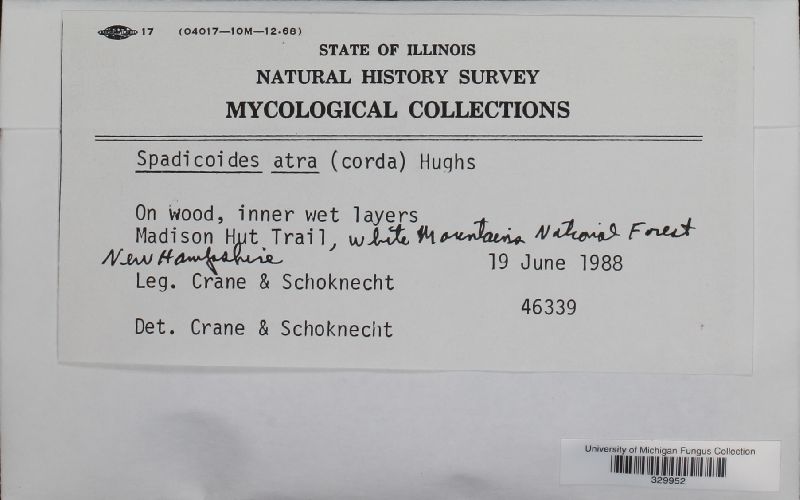 17 (04017—10M—12-68)
STATE OF ILLINOIS
NATURAL HISTORY SURVEY
MYCOLOGICAL COLLECTIONS
Spadicoides atra (corda) Hughs
On wood, inner wet layers
Madison Hut Trail, white Mountains National Forest
New Hampshire
19 June 1988
Leg. Crane & Schoknecht
46339
Det. Crane & Schoknecht
University of Michigan Fungus Collection
329952